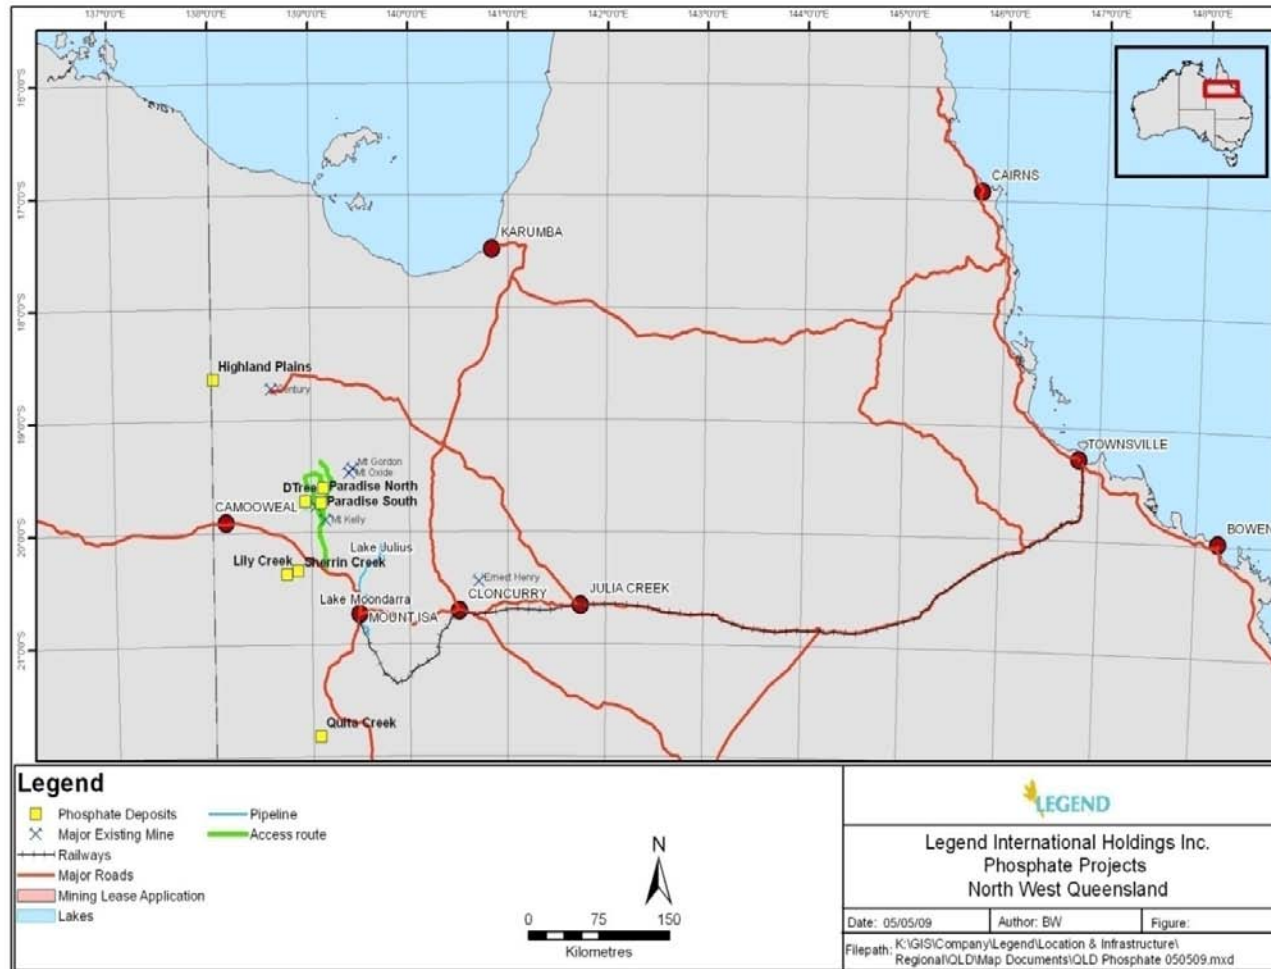 137°0'0"E 138°0'0"E 139°0'0"E 140°0'0"E 141°0'0"E 142°0'0"E 143°0'0"E 144°0'0"E 145°0'0"E 146°0'0"E 147°0'0"E 148°0'0"E
16°0'0"S
17°0'0"S
18°0'0"S
19°0'0"S
20°0'0"S
21°0'0"S
CAIRNS
KARUMBA
Highland Plains
Century
TOWNSVILLE
Mt Gordon
Mt Oxide
DTree
Paradise North
Paradise South
CAMOOWEAL
Mt Kelly
BOWEN
Lake Julius
Lily Creek
Sherrin Creek
Ernest Henry
JULIA CREEK
CLONCURRY
Lake Moondarra
MOUNT ISA
Quita Creek
Legend
Phosphate Deposits
Major Existing Mine
Railways
Major Roads
Mining Lease Application
Lakes
Pipeline
Access route
N
0 75 150
Kilometres
LEGEND
Legend International Holdings Inc.
Phosphate Projects
North West Queensland
Date: 05/05/09 Author: BW Figure:
Filepath: K:\GIS\Company\Legend\Location & Infrastructure\
Regional\QLD\Map Documents\QLD Phosphate 050509.mxd